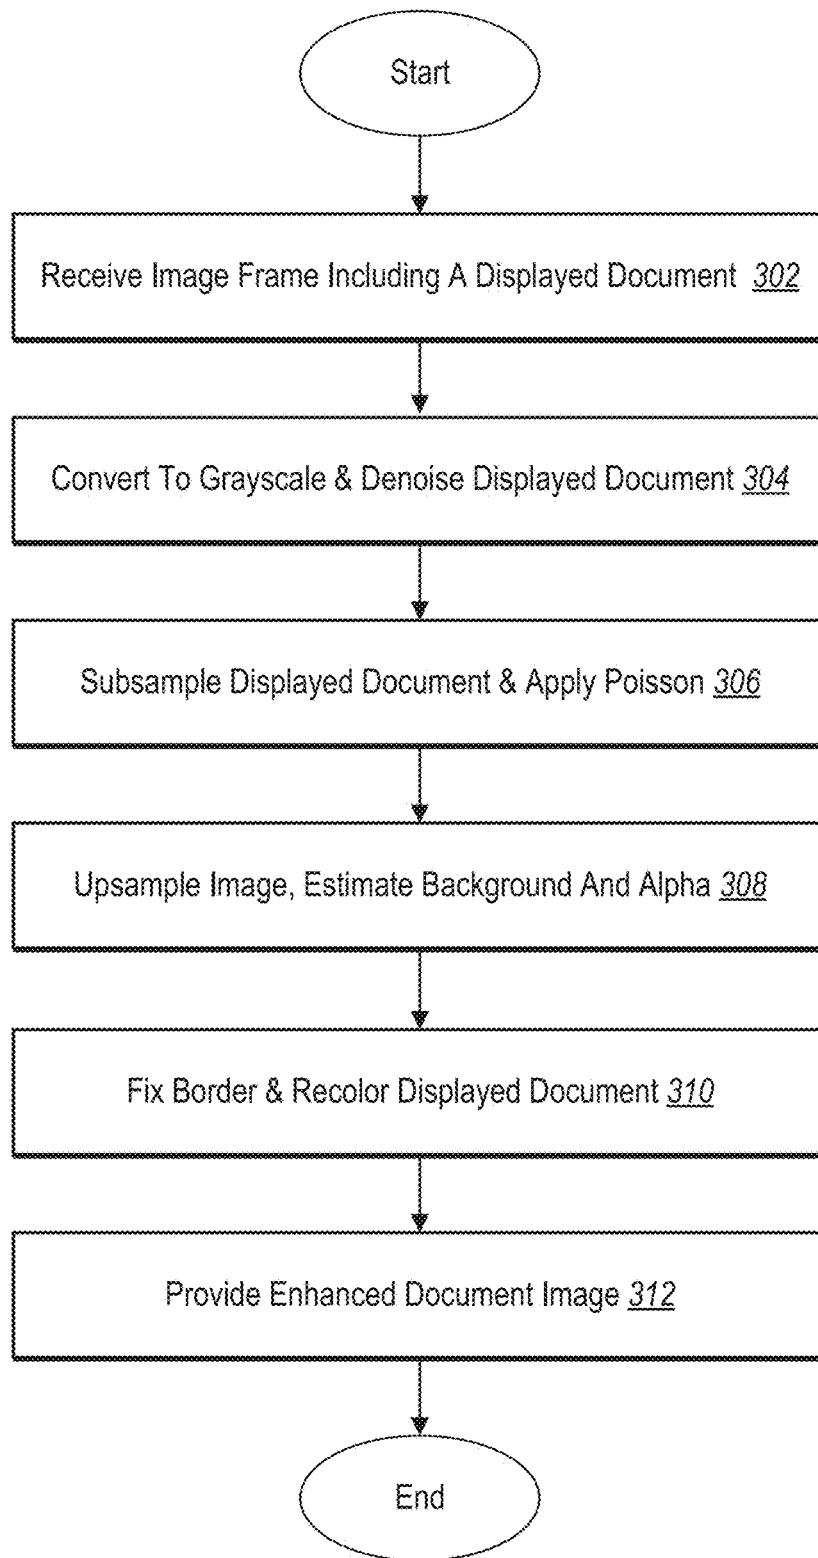 Start
Receive Image Frame Including A Displayed Document 302
Convert To Grayscale & Denoise Displayed Document 304
Subsample Displayed Document & Apply Poisson 306
Upsample Image, Estimate Background And Alpha 308
Fix Border & Recolor Displayed Document 310
Provide Enhanced Document Image 312
End